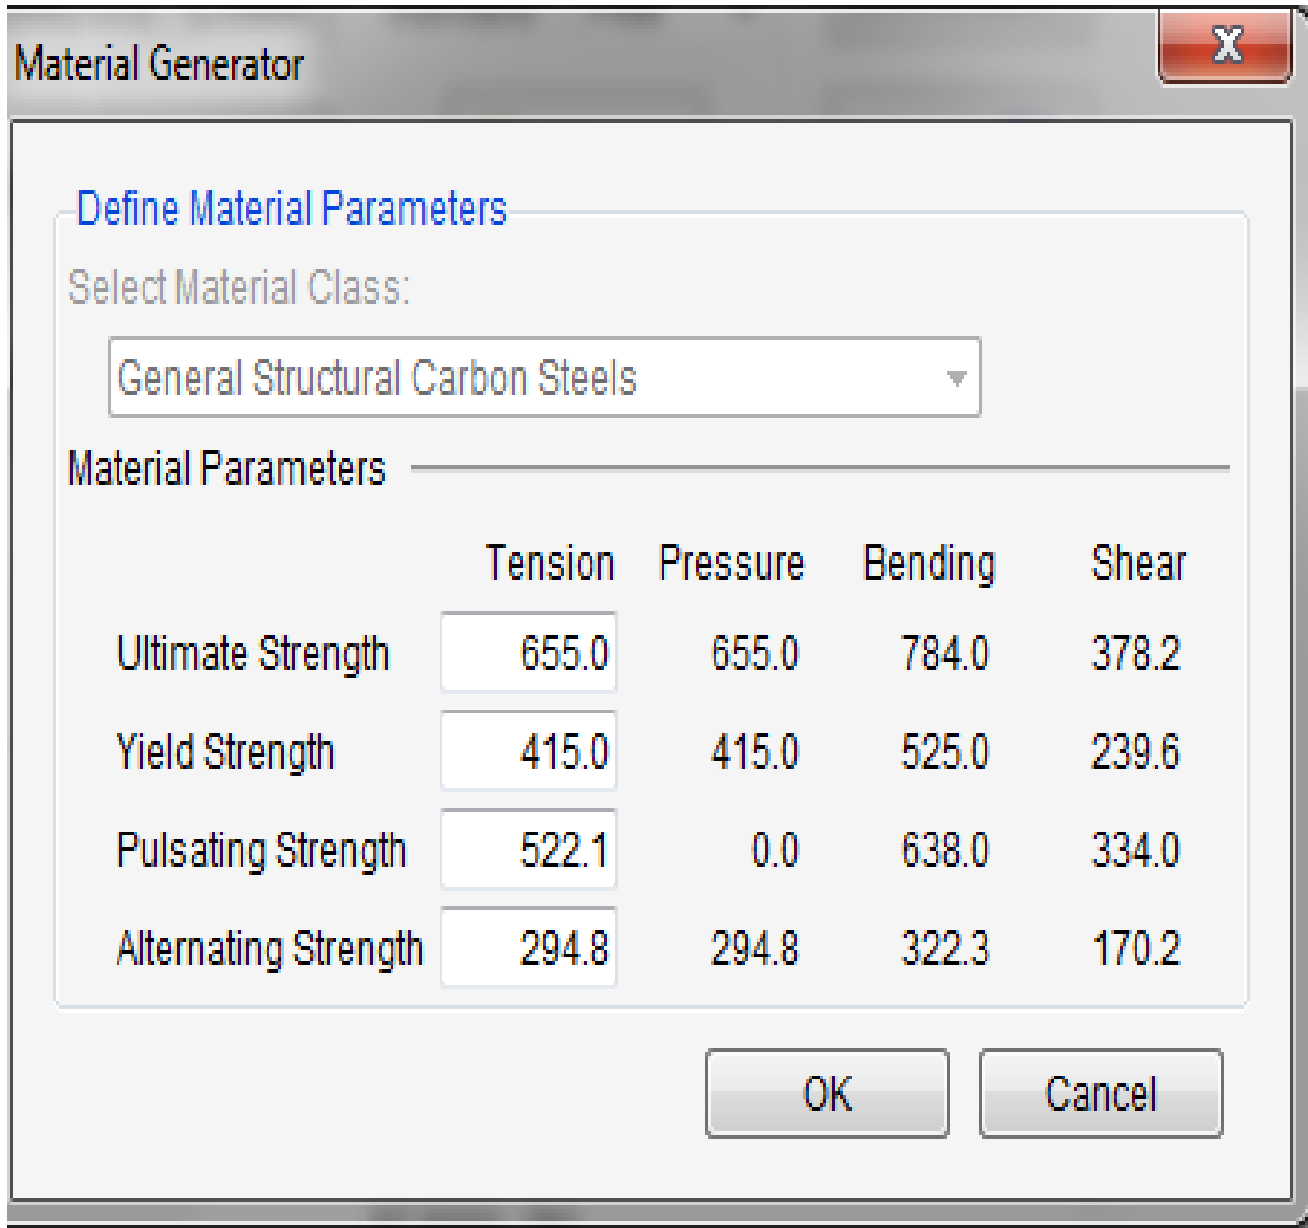 Material Generator
X
Define Material Parameters
Select Material Class:
General Structural Carbon Steels
Material Parameters
Tension Pressure Bending Shear
Ultimate Strength 655.0 655.0 784.0 378.2
Yield Strength 415.0 415.0 525.0 239.6
Pulsating Strength 522.1 0.0 638.0 334.0
Alternating Strength 294.8 294.8 322.3 170.2
OK Cancel